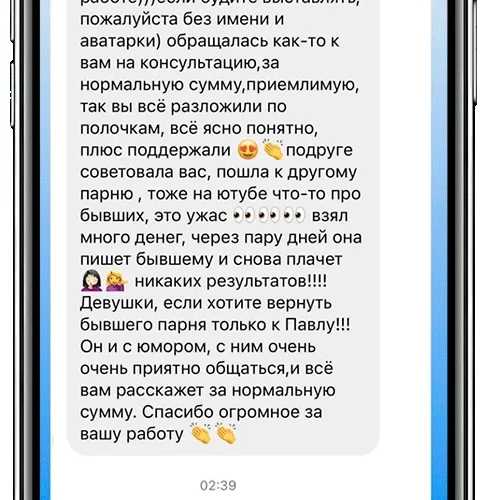 работе)))если будите выставлять,
пожалуйста без имени и
аватарки) обращалась как-то к
вам на консультацию,за
нормальную сумму,приемлимую,
так вы всё разложили по
полочкам, всё ясно понятно,
плюс поддержали 😍 👏подруге
советовала вас, пошла к другому
парню , тоже на ютубе что-то про
бывших, это ужас 👀👀👀 взял
много денег, через пару дней она
пишет бывшему и снова плачет
🤦🏻‍♀️💁‍♀️ никаких результатов!!!!
Девушки, если хотите вернуть
бывшего парня только к Павлу!!!
Он и с юмором, с ним очень
очень приятно общаться,и всё
вам расскажет за нормальную
сумму. Спасибо огромное за
вашу работу 👏👏
02:39